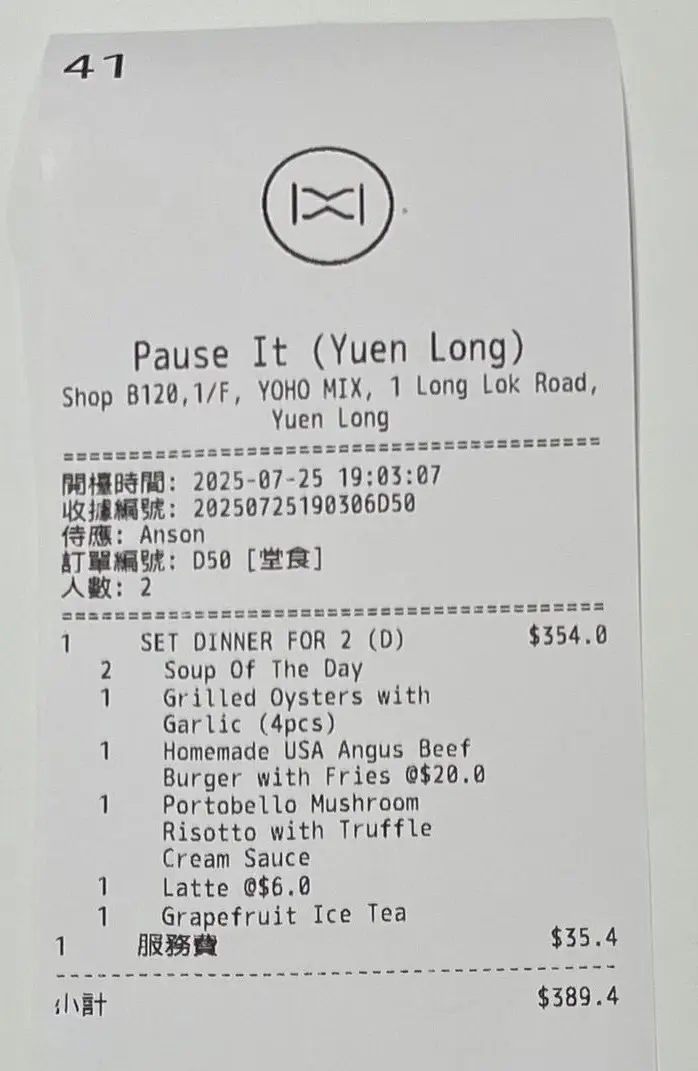 41
Pause It (Yuen Long)
Shop B120,1/F, YOHO MIX, 1 Long Lok Road,
Yuen Long
========================================
開檯時間: 2025-07-25 19:03:07
收據編號: 20250725190306D50
侍應: Anson
訂單編號: D50 [堂食]
人數: 2
========================================
1 SET DINNER FOR 2 (D) $354.0
2 Soup Of The Day
1 Grilled Oysters with
Garlic (4pcs)
1 Homemade USA Angus Beef
Burger with Fries @$20.0
1 Portobello Mushroom
Risotto with Truffle
Cream Sauce
1 Latte @$6.0
1 Grapefruit Ice Tea
1 服務費 $35.4
----------------------------------------
小計 $389.4